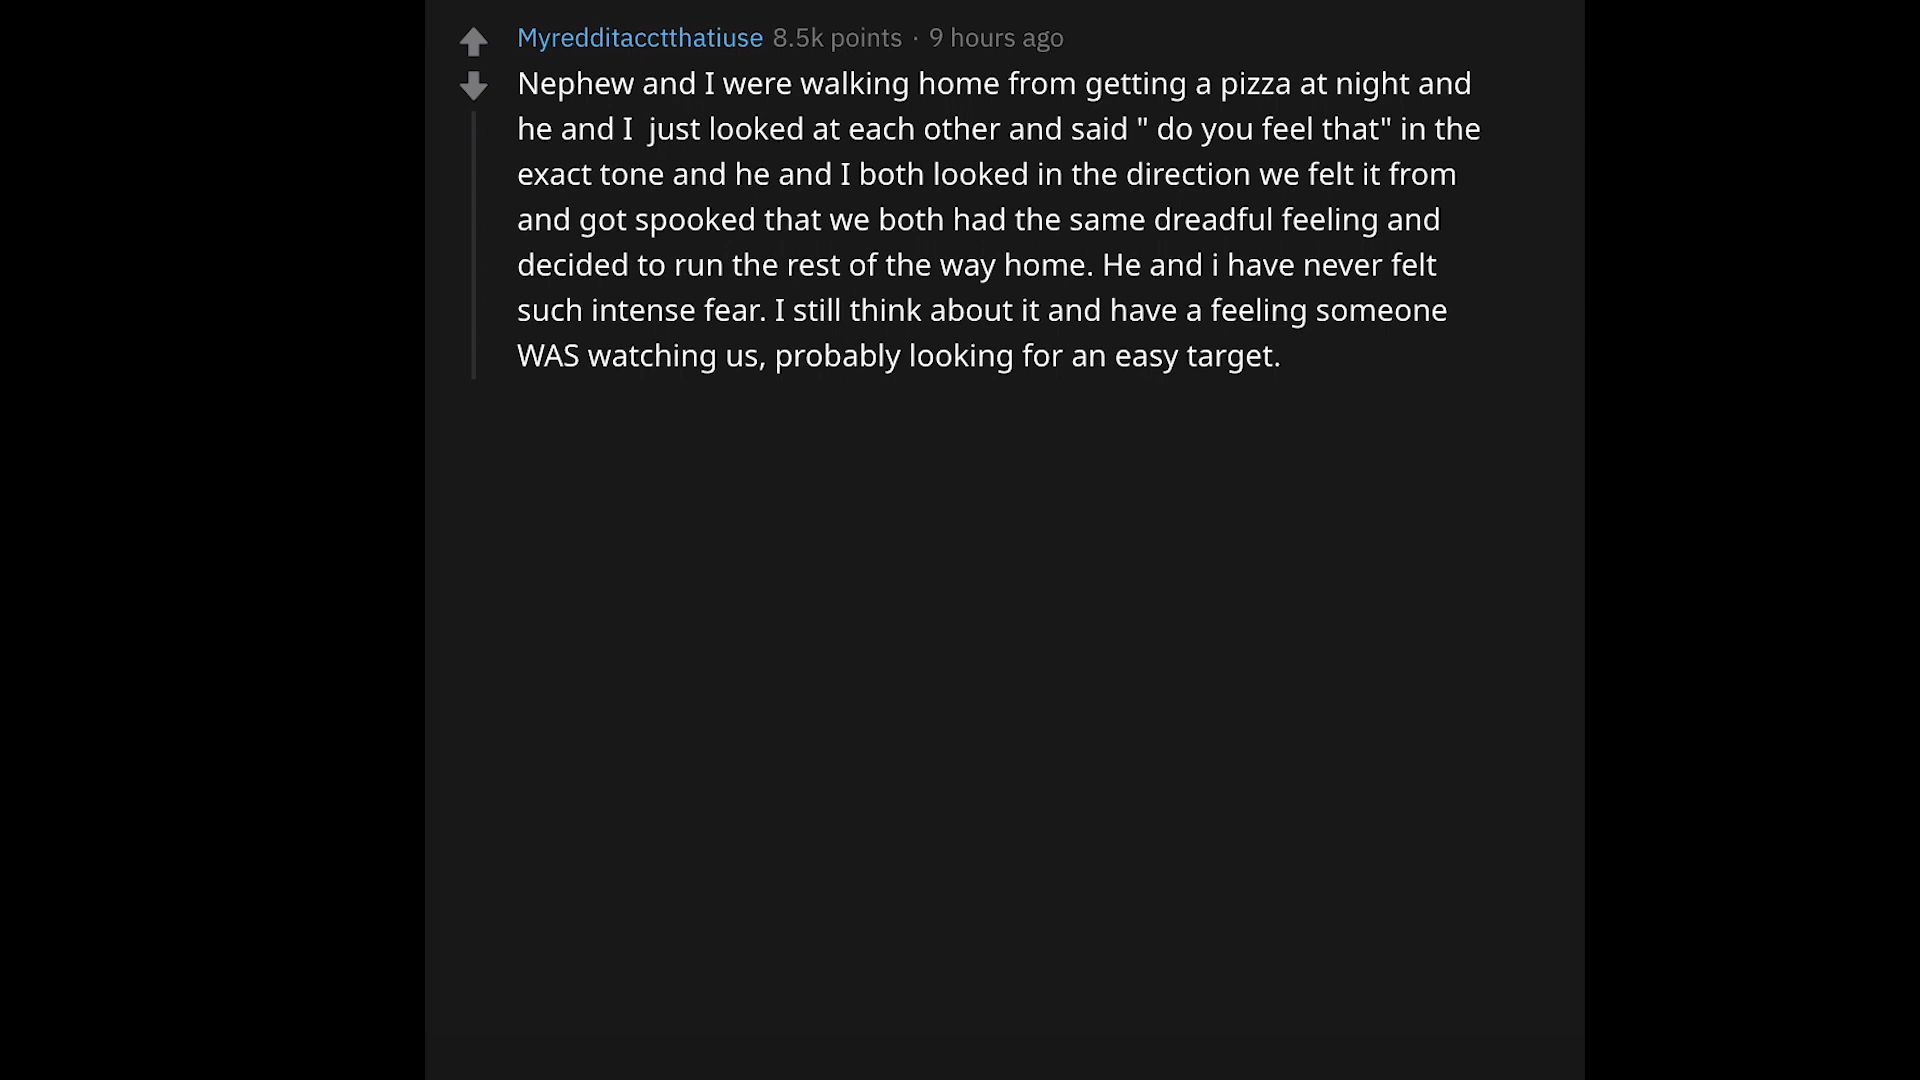 Myredditacctthatiuse 8.5k points · 9 hours ago
Nephew and I were walking home from getting a pizza at night and
he and I  just looked at each other and said " do you feel that" in the
exact tone and he and I both looked in the direction we felt it from
and got spooked that we both had the same dreadful feeling and
decided to run the rest of the way home. He and i have never felt
such intense fear. I still think about it and have a feeling someone
WAS watching us, probably looking for an easy target.